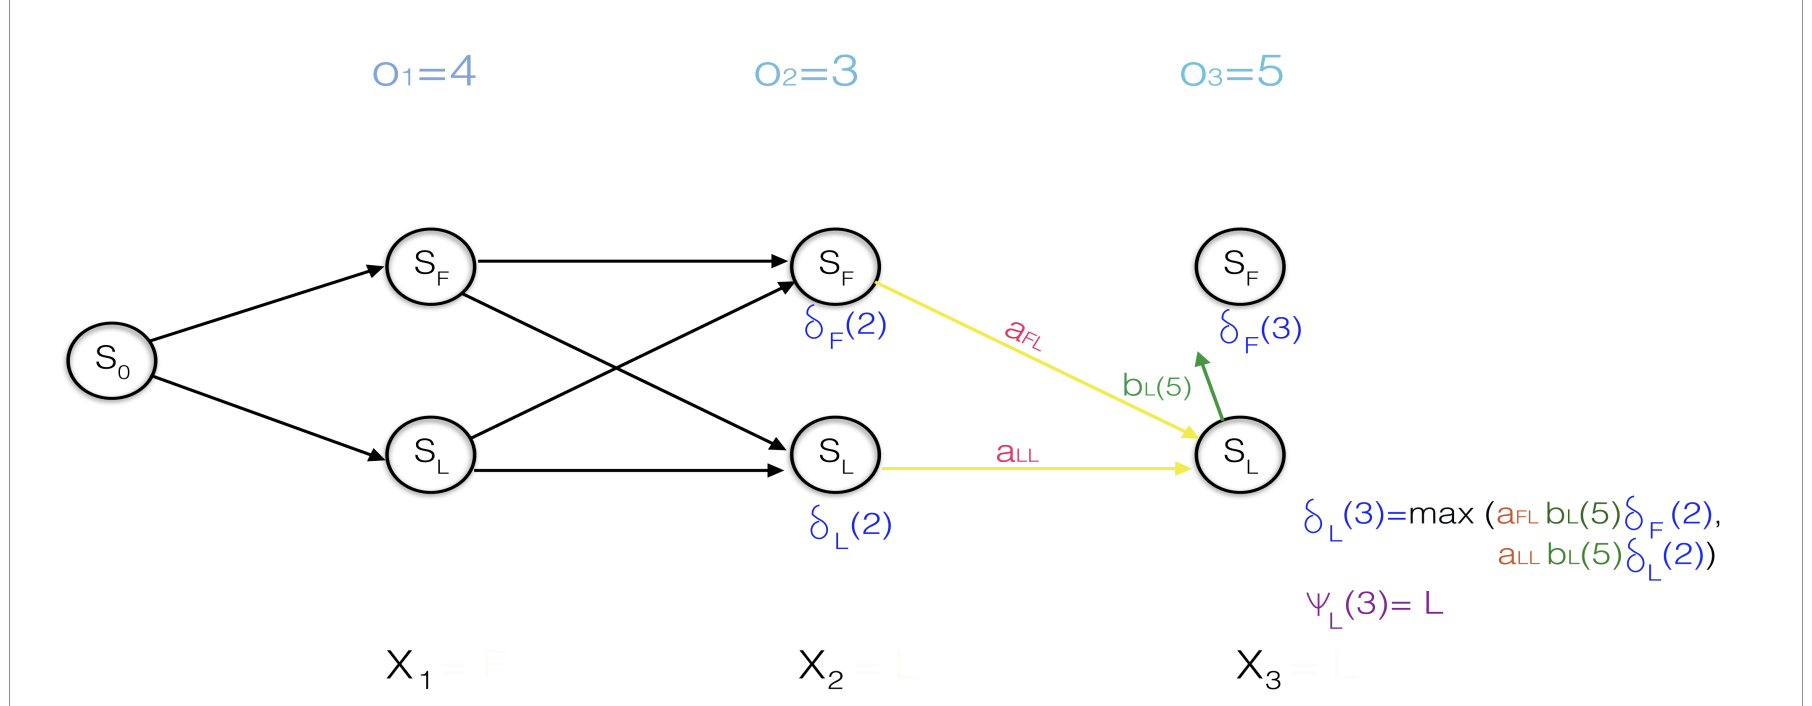 o1=4 o2=3 o3=5
SF SF SF
δF(2) δF(3)
aFL
S0
bL(5)
SL SL aLL SL
δL(2)
δL(3)=max (aFL bL(5)δF(2),
aLL bL(5)δL(2))
ΨL(3)= L
X1 = F X2 = L X3 = L